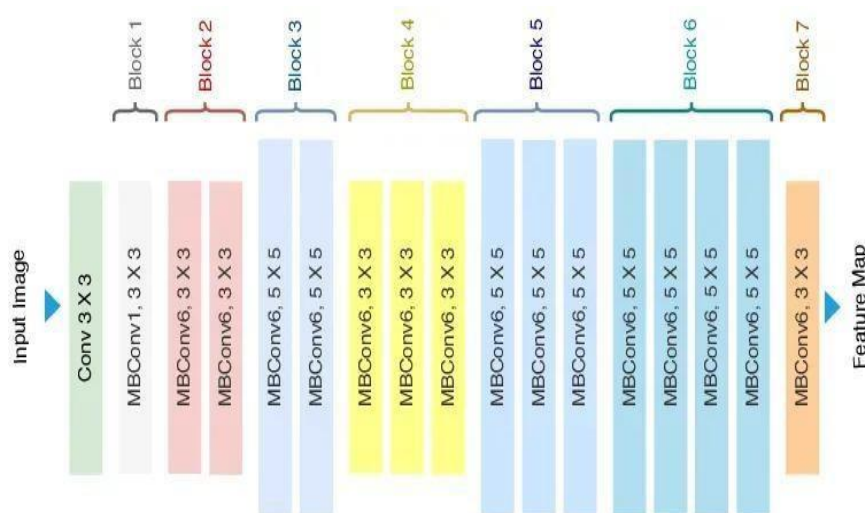 Input Image
Conv 3 X 3
Block 1
MBConv1, 3 X 3
Block 2
MBConv6, 3 X 3
MBConv6, 3 X 3
Block 3
MBConv6, 5 X 5
MBConv6, 5 X 5
Block 4
MBConv6, 3 X 3
MBConv6, 3 X 3
MBConv6, 3 X 3
Block 5
MBConv6, 5 X 5
MBConv6, 5 X 5
MBConv6, 5 X 5
Block 6
MBConv6, 5 X 5
MBConv6, 5 X 5
MBConv6, 5 X 5
MBConv6, 5 X 5
Block 7
MBConv6, 3 X 3
Feature Map